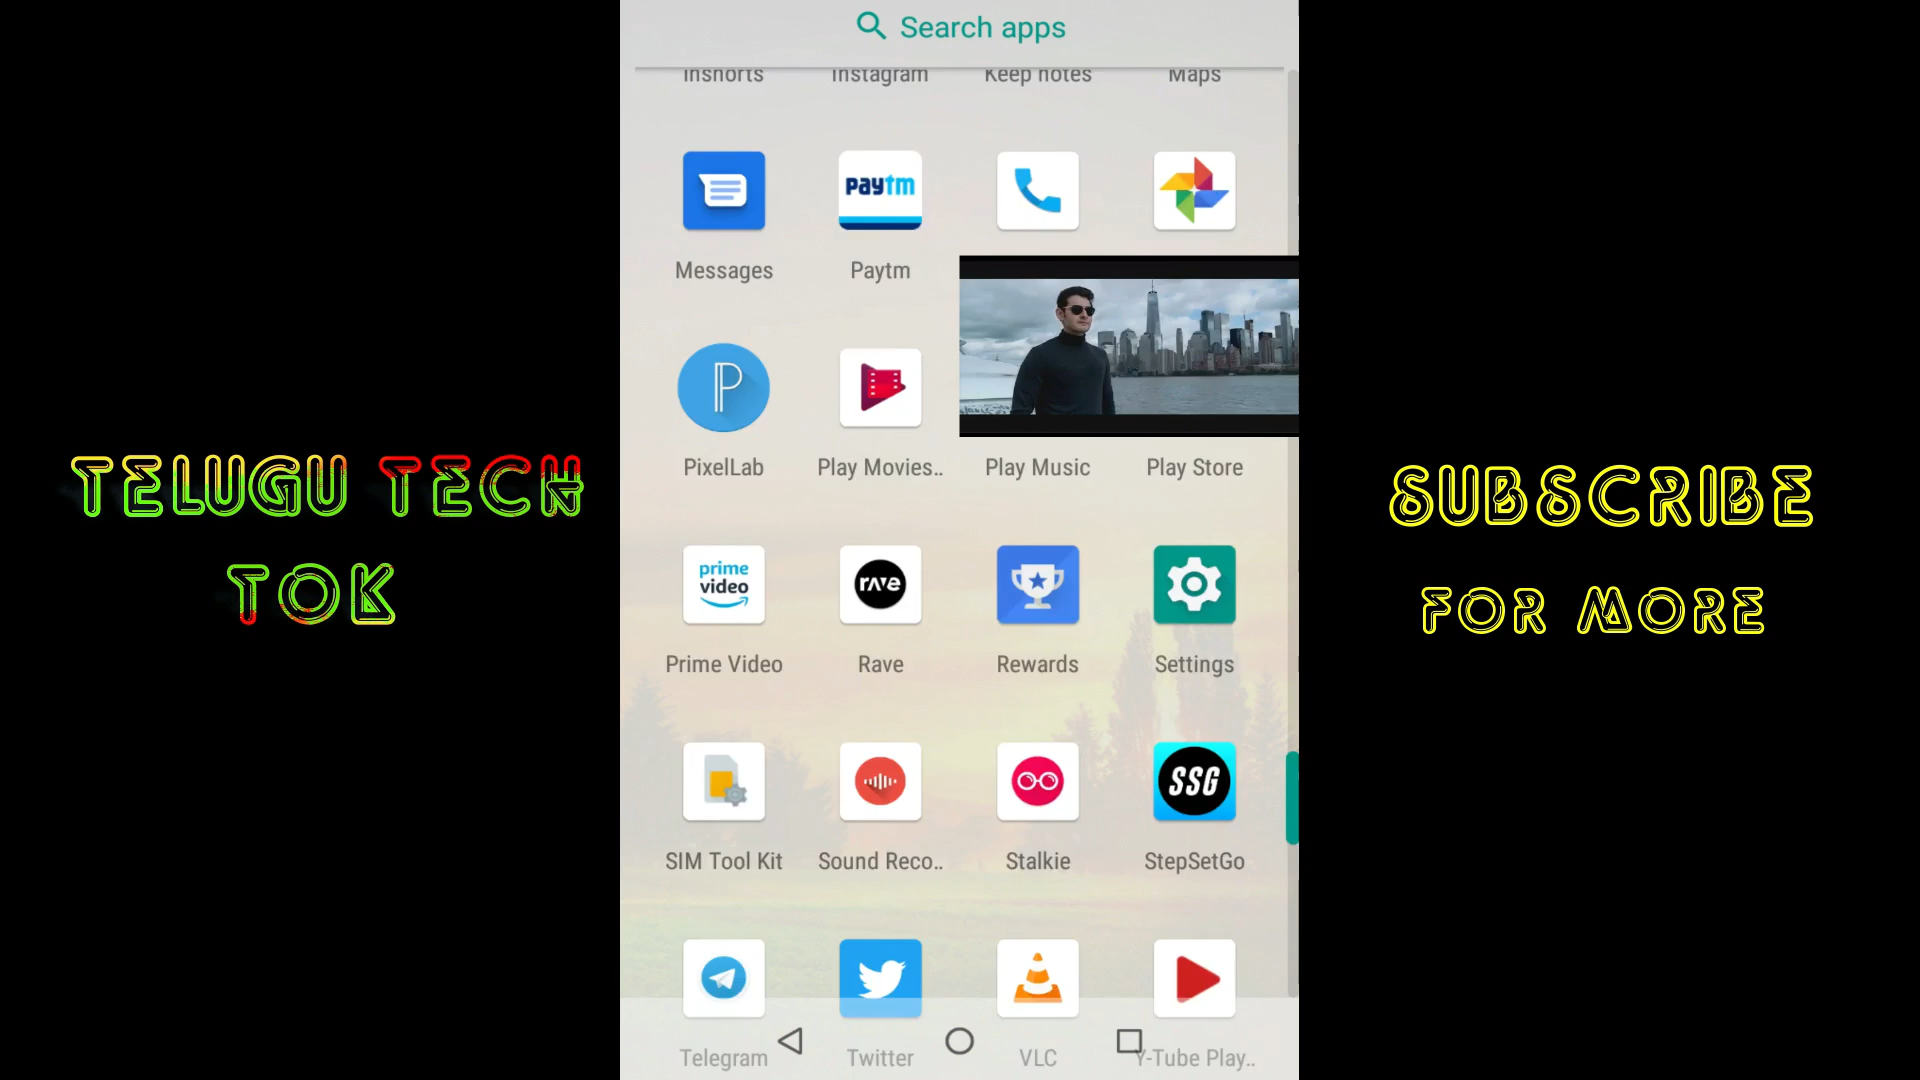 Search apps
Inshorts Instagram Keep notes Maps
paytm
Messages Paytm
TELUGU TECH
TOK
P
PixelLab Play Movies.. Play Music Play Store
SUBSCRIBE
FOR MORE
prime
video
rave
Prime Video Rave Rewards Settings
SSG
SIM Tool Kit Sound Reco.. Stalkie StepSetGo
Telegram Twitter VLC Y-Tube Play..